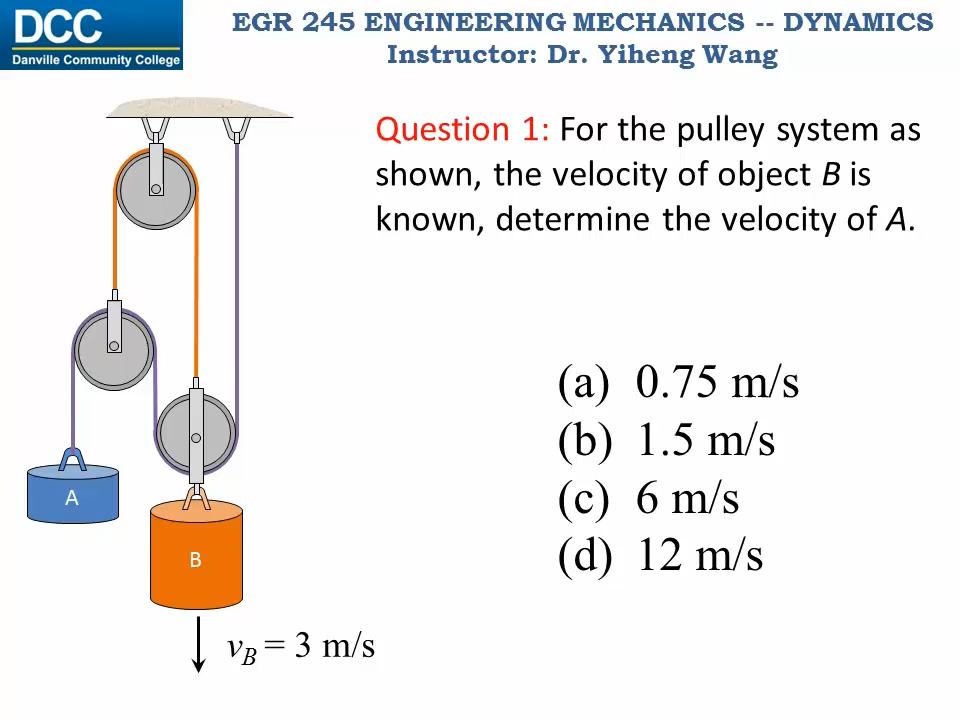 DCC
Danville Community College
EGR 245 ENGINEERING MECHANICS -- DYNAMICS
Instructor: Dr. Yiheng Wang
Question 1: For the pulley system as
shown, the velocity of object B is
known, determine the velocity of A.
(a) 0.75 m/s
(b) 1.5 m/s
(c) 6 m/s
(d) 12 m/s
A
B
vB = 3 m/s